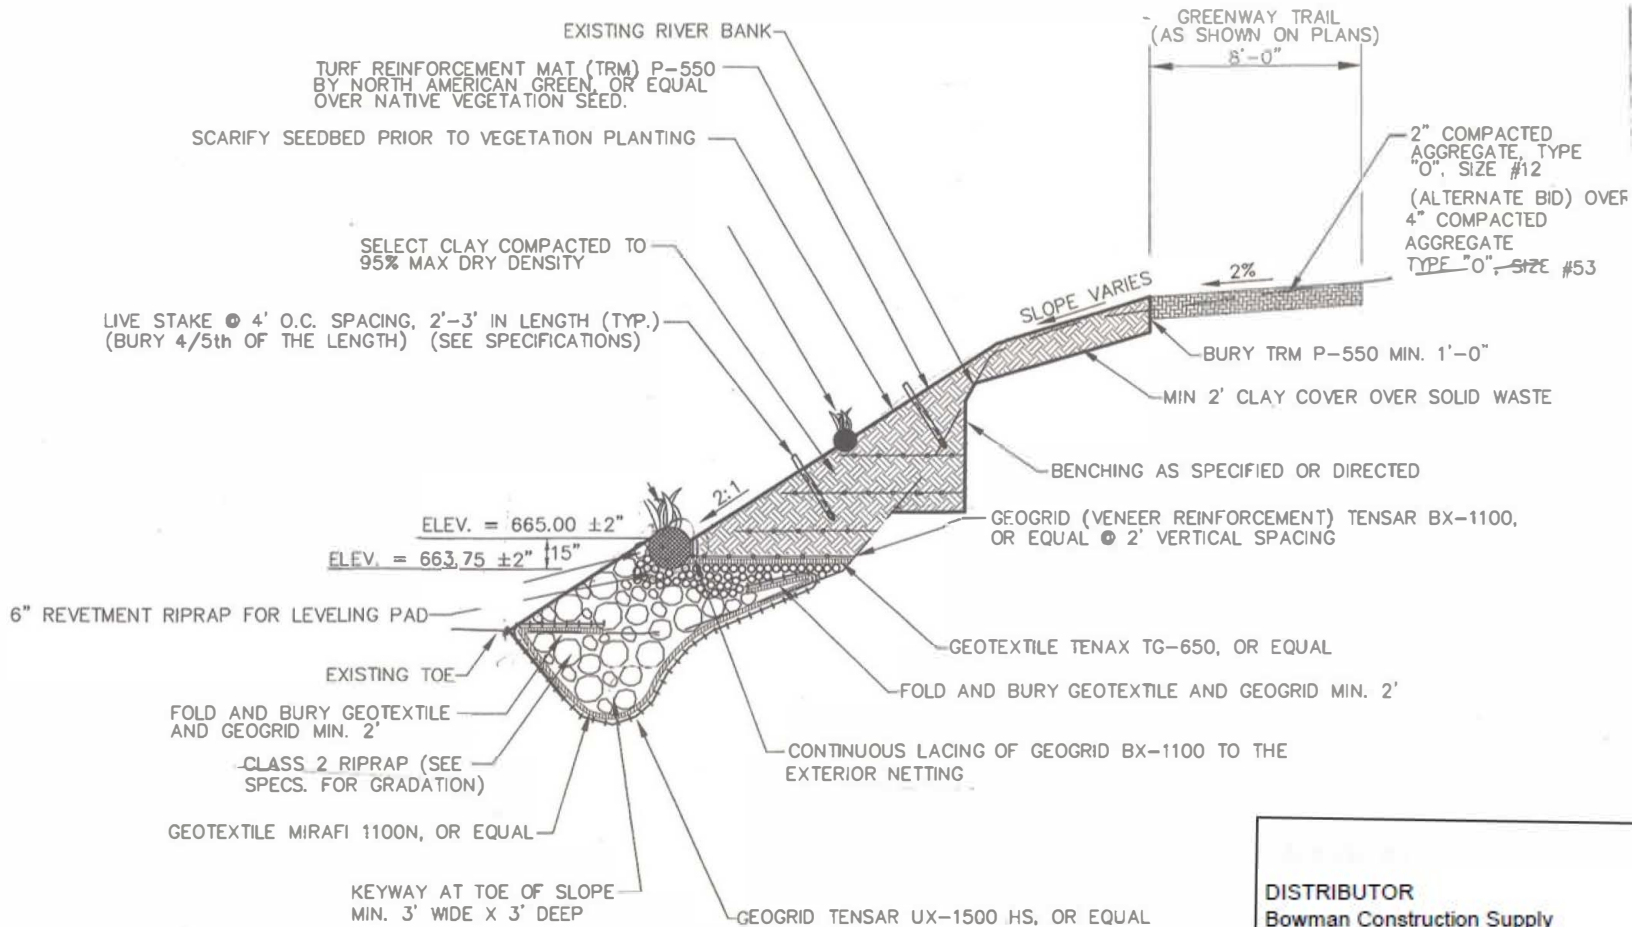 EXISTING RIVER BANK
GREENWAY TRAIL
(AS SHOWN ON PLANS)
8'-0"
TURF REINFORCEMENT MAT (TRM) P-550
BY NORTH AMERICAN GREEN, OR EQUAL
OVER NATIVE VEGETATION SEED.
SCARIFY SEEDBED PRIOR TO VEGETATION PLANTING
2" COMPACTED
AGGREGATE, TYPE
"O", SIZE #12
(ALTERNATE BID) OVER
4" COMPACTED
AGGREGATE
TYPE "O", SIZE #53
SELECT CLAY COMPACTED TO
95% MAX DRY DENSITY
2%
SLOPE VARIES
LIVE STAKE @ 4' O.C. SPACING, 2'-3' IN LENGTH (TYP.)
(BURY 4/5th OF THE LENGTH) (SEE SPECIFICATIONS)
BURY TRM P-550 MIN. 1'-0"
MIN 2' CLAY COVER OVER SOLID WASTE
BENCHING AS SPECIFIED OR DIRECTED
2:1
ELEV. = 665.00 ±2"
ELEV. = 663.75 ±2"
15"
GEOGRID (VENEER REINFORCEMENT) TENSAR BX-1100,
OR EQUAL @ 2' VERTICAL SPACING
6" REVETMENT RIPRAP FOR LEVELING PAD
GEOTEXTILE TENAX TG-650, OR EQUAL
EXISTING TOE
FOLD AND BURY GEOTEXTILE AND GEOGRID MIN. 2'
FOLD AND BURY GEOTEXTILE
AND GEOGRID MIN. 2'
CONTINUOUS LACING OF GEOGRID BX-1100 TO THE
EXTERIOR NETTING
CLASS 2 RIPRAP (SEE
SPECS. FOR GRADATION)
GEOTEXTILE MIRAFI 1100N, OR EQUAL
KEYWAY AT TOE OF SLOPE
MIN. 3' WIDE X 3' DEEP
GEOGRID TENSAR UX-1500 HS, OR EQUAL
DISTRIBUTOR
Bowman Construction Supply